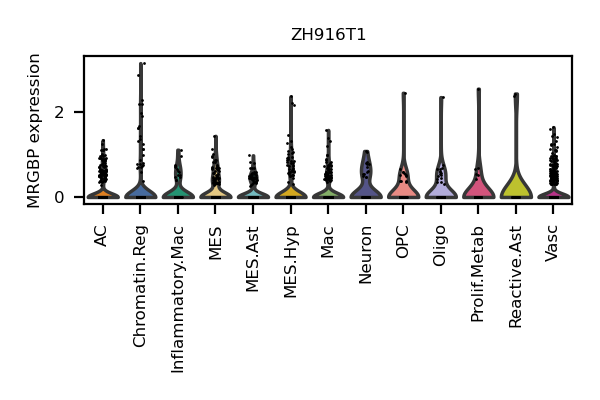 ZH916T1
MRGBP expression
2
0
AC
Chromatin.Reg
Inflammatory.Mac
MES
MES.Ast
MES.Hyp
Mac
Neuron
OPC
Oligo
Prolif.Metab
Reactive.Ast
Vasc